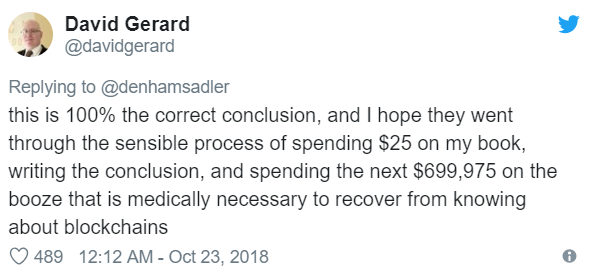 David Gerard
@davidgerard
Replying to @denhamsadler
this is 100% the correct conclusion, and I hope they went
through the sensible process of spending $25 on my book,
writing the conclusion, and spending the next $699,975 on the
booze that is medically necessary to recover from knowing
about blockchains
489 12:12 AM - Oct 23, 2018